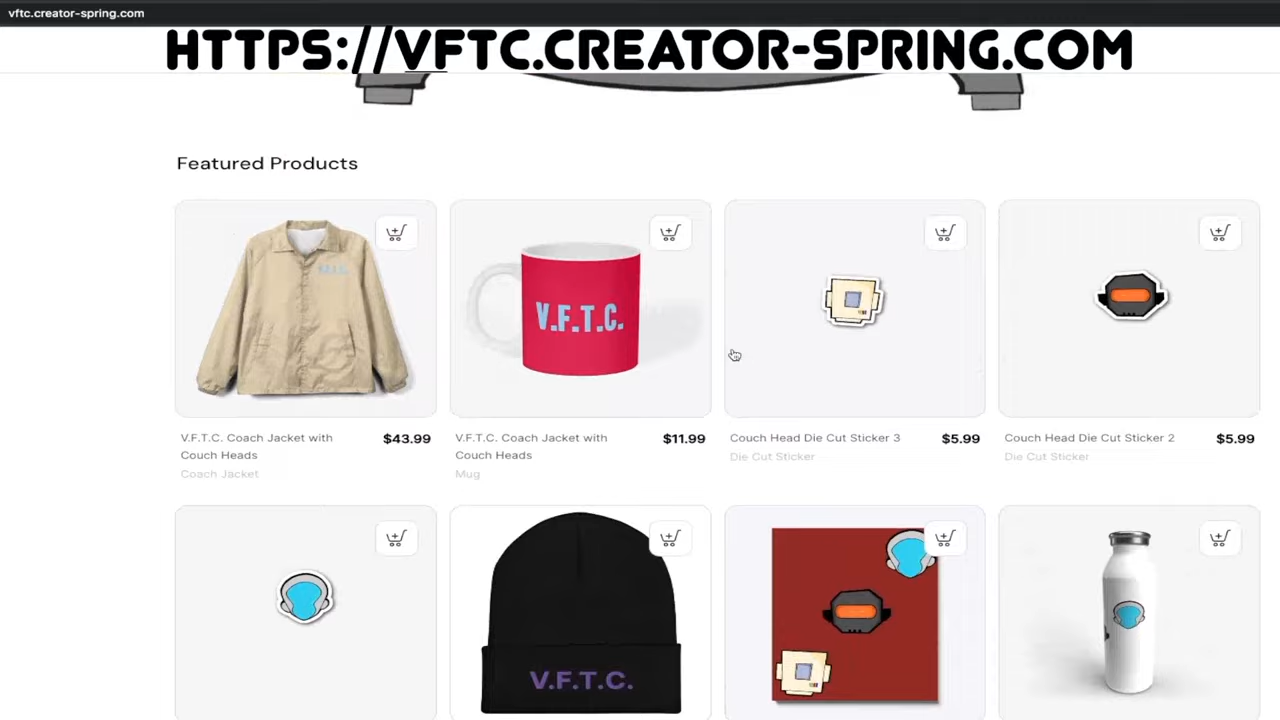 vftc.creator-spring.com
HTTPS://VFTC.CREATOR-SPRING.COM
Featured Products
V.F.T.C.
V.F.T.C.
V.F.T.C. Coach Jacket with
Couch Heads
$43.99
Coach Jacket
V.F.T.C. Coach Jacket with
Couch Heads
$11.99
Mug
Couch Head Die Cut Sticker 3
$5.99
Die Cut Sticker
Couch Head Die Cut Sticker 2
$5.99
Die Cut Sticker
V.F.T.C.